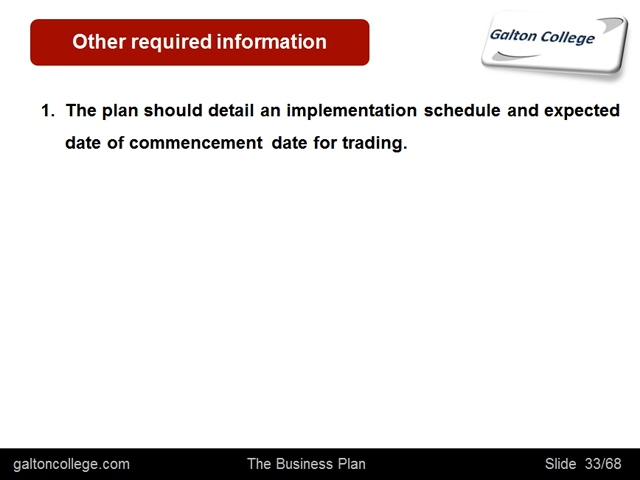 Other required information
Galton College
1. The plan should detail an implementation schedule and expected
date of commencement date for trading.
galtoncollege.com The Business Plan Slide 33/68